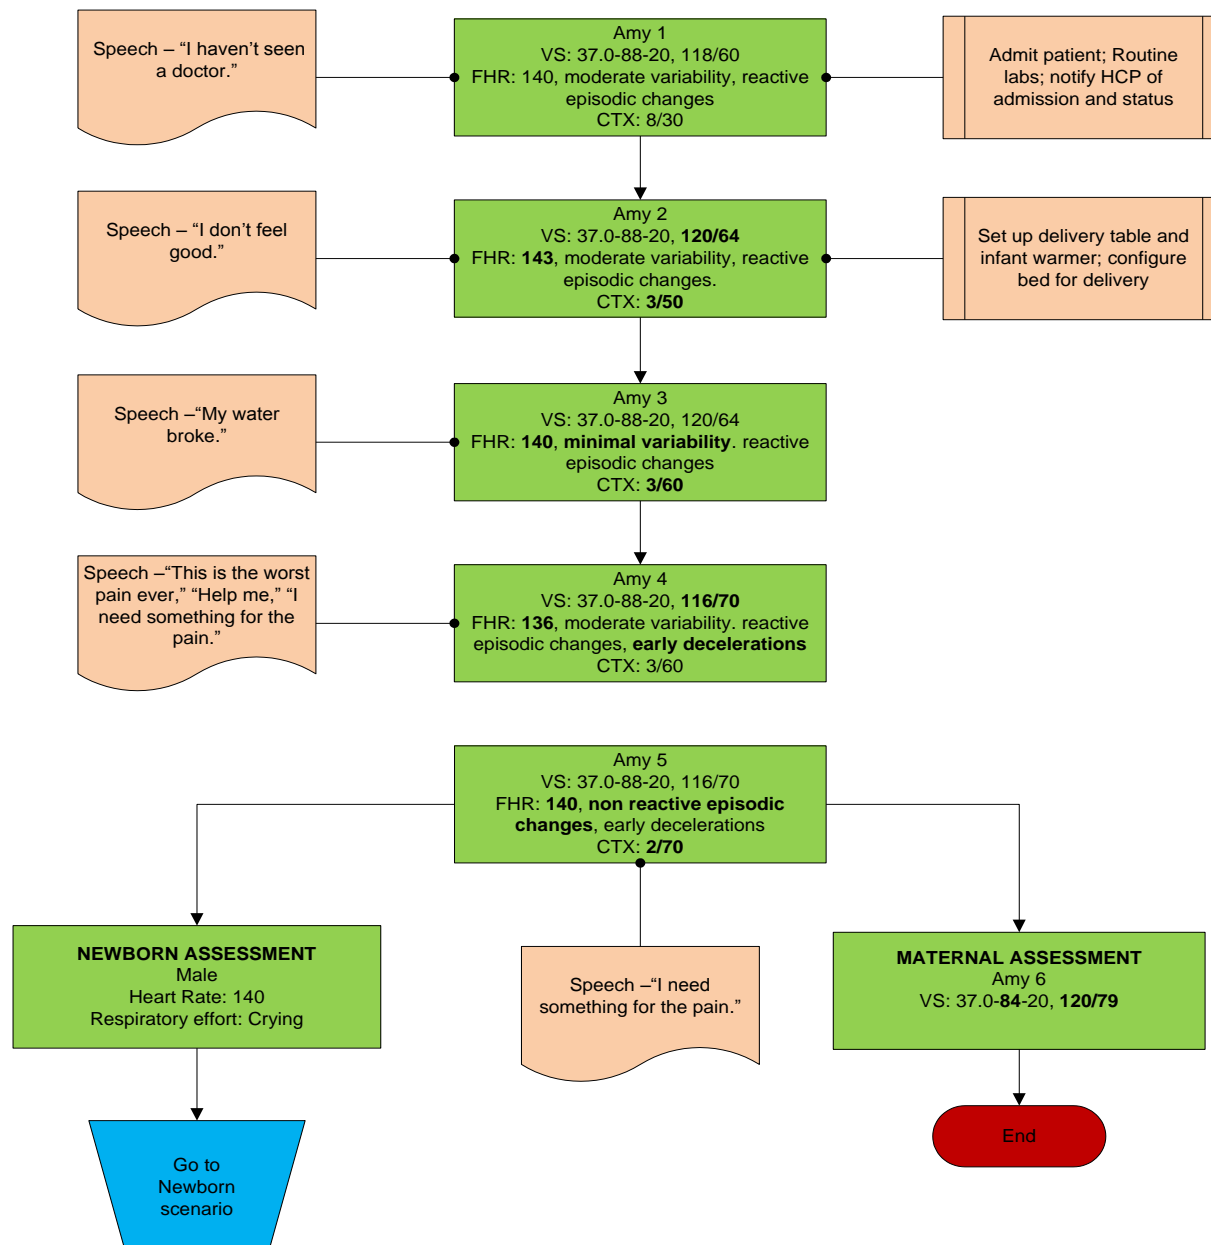 Speech – “I haven’t seen
a doctor.”
Amy 1
VS: 37.0-88-20, 118/60
FHR: 140, moderate variability, reactive
episodic changes
CTX: 8/30
Admit patient; Routine
labs; notify HCP of
admission and status
Speech – “I don’t feel
good.”
Amy 2
VS: 37.0-88-20, 120/64
FHR: 143, moderate variability, reactive
episodic changes.
CTX: 3/50
Set up delivery table and
infant warmer; configure
bed for delivery
Speech –“My water
broke.”
Amy 3
VS: 37.0-88-20, 120/64
FHR: 140, minimal variability. reactive
episodic changes
CTX: 3/60
Speech –“This is the worst
pain ever,” “Help me,” “I
need something for the
pain.”
Amy 4
VS: 37.0-88-20, 116/70
FHR: 136, moderate variability. reactive
episodic changes, early decelerations
CTX: 3/60
Amy 5
VS: 37.0-88-20, 116/70
FHR: 140, non reactive episodic
changes, early decelerations
CTX: 2/70
NEWBORN ASSESSMENT
Male
Heart Rate: 140
Respiratory effort: Crying
Speech –“I need
something for the pain.”
MATERNAL ASSESSMENT
Amy 6
VS: 37.0-84-20, 120/79
Go to
Newborn
scenario
End